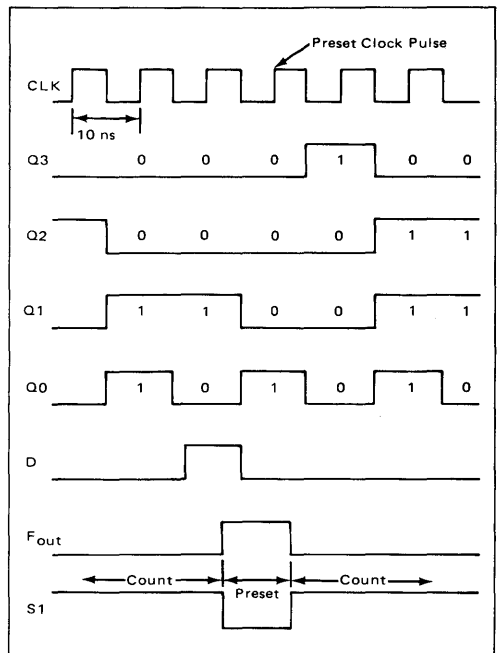 Preset Clock Pulse
CLK
10 ns
Q3 0 0 0 1 0 0
Q2 0 0 0 0 1 1
Q1 1 1 0 0 1 1
Q0 1 0 1 0 1 0
D
Fout
Count Preset Count
S1